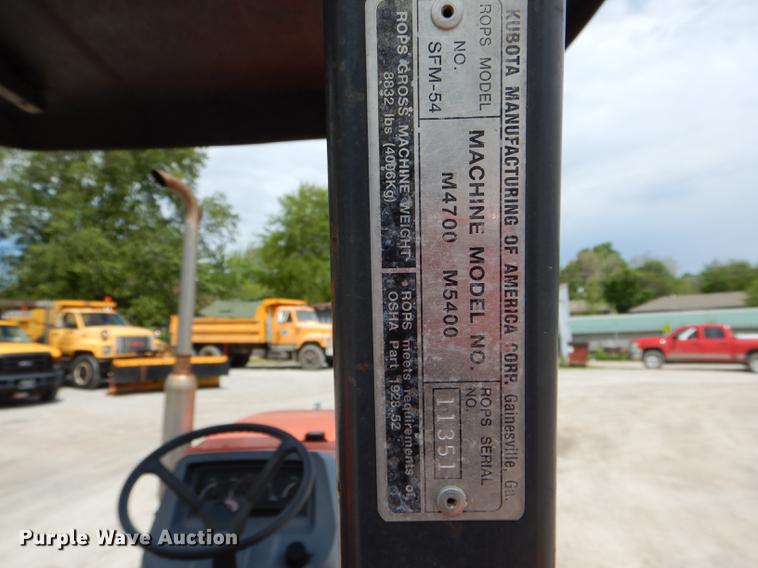 KUBOTA MANUFACTURING OF AMERICA CORP. Gainesville, Ga.
ROPS MODEL
NO.
SFM-54
MACHINE MODEL NO.
M4700 M5400
ROPS SERIAL
NO.
11351
ROPS GROSS MACHINE WEIGHT
8832 lbs (4006Kg)
ROPS meets requirements of
OSHA Part 1928.52
Purple Wave Auction